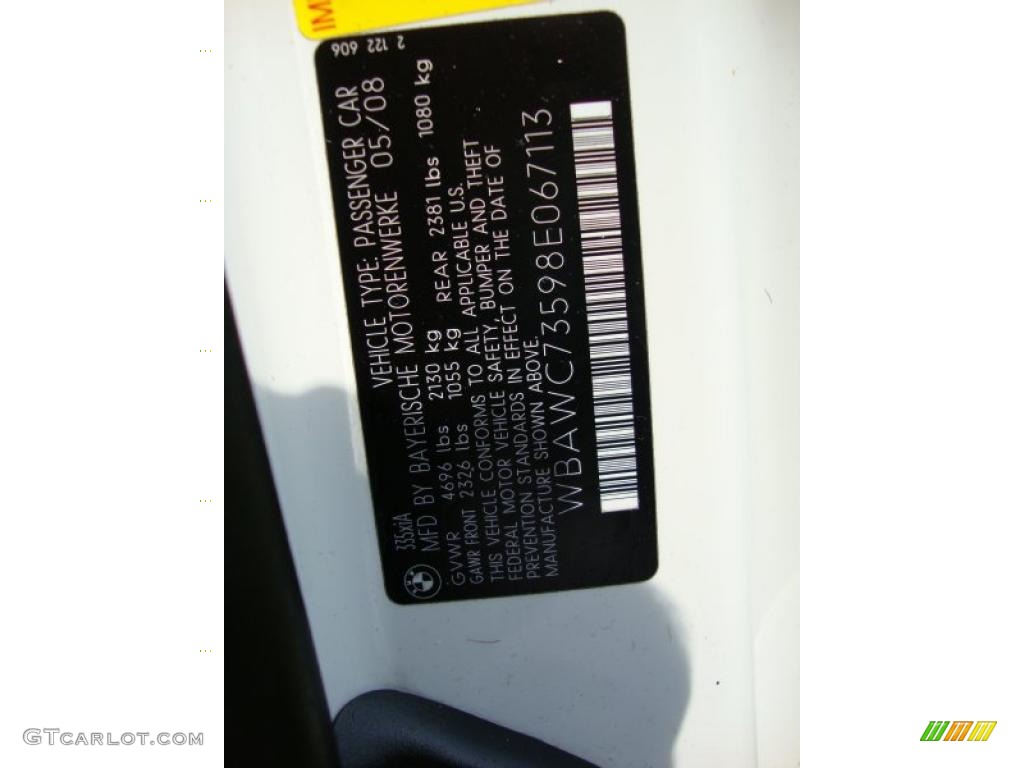 IM
2 122 606
VEHICLE TYPE: PASSENGER CAR
335xiA
MFD BY BAYERISCHE MOTORENWERKE 05/08
GVWR 4696 lbs 2130 kg
GAWR FRONT 2326 lbs 1055 kg REAR 2381 lbs 1080 kg
THIS VEHICLE CONFORMS TO ALL APPLICABLE U.S.
FEDERAL MOTOR VEHICLE SAFETY, BUMPER AND THEFT
PREVENTION STANDARDS IN EFFECT ON THE DATE OF
MANUFACTURE SHOWN ABOVE.
WBAWC73598E067113
GTCARLOT.COM